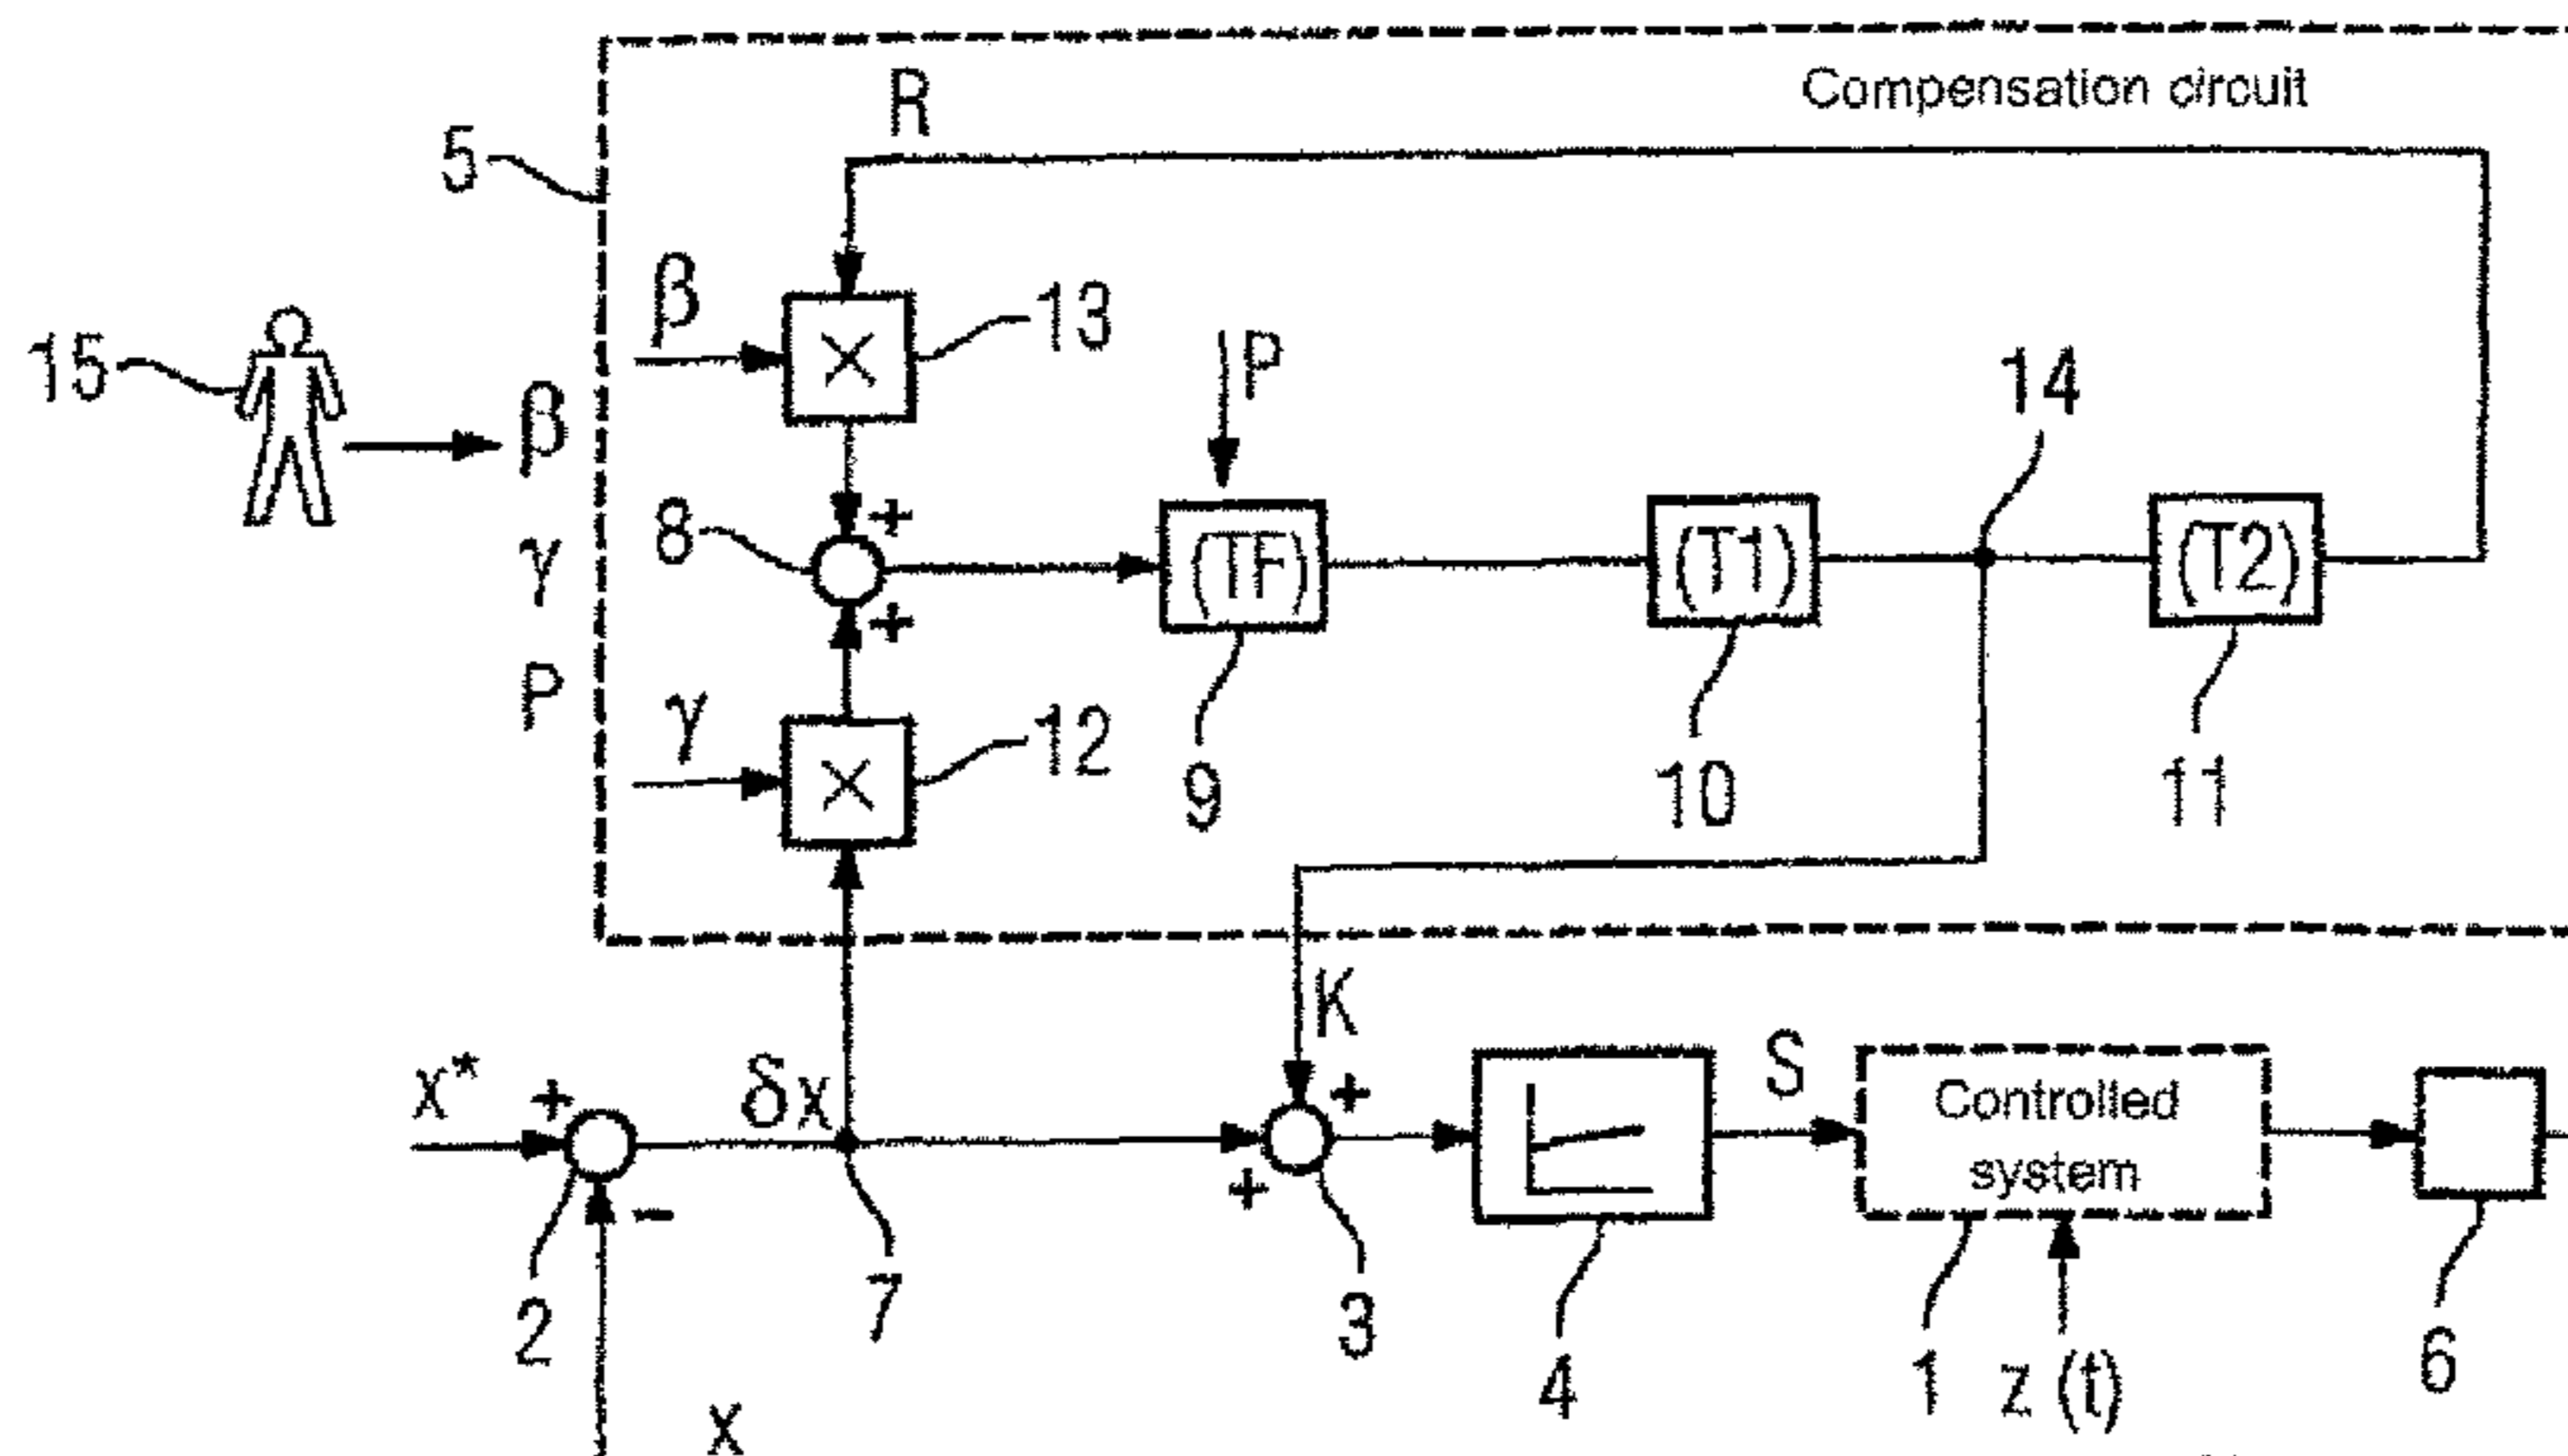 Compensation circuit
R
5
β
13
15
P
14
β
8
+
(TF)
(T1)
(T2)
γ
+
P
γ
12
9
10
11
K
x*
+
δx
+
S
Controlled
system
-
+
2
7
3
4
1
z (t)
6
x